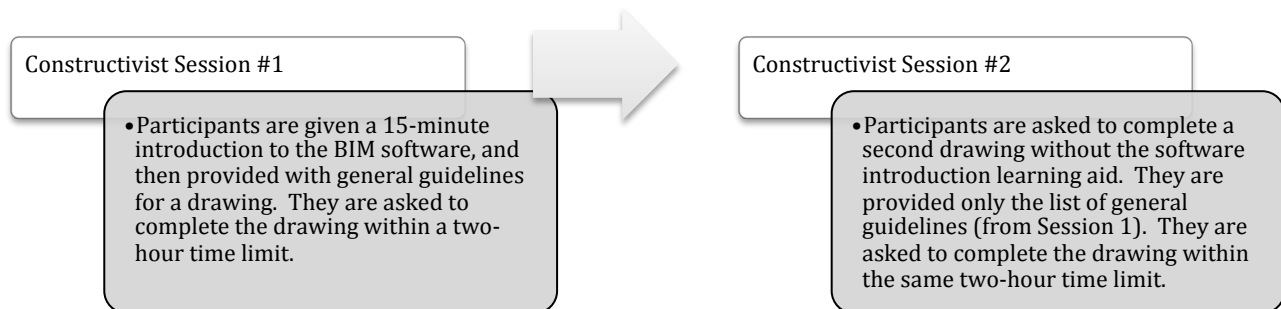 Constructivist Session #1
•Participants are given a 15-minute
introduction to the BIM software, and
then provided with general guidelines
for a drawing.  They are asked to
complete the drawing within a two-
hour time limit.
Constructivist Session #2
•Participants are asked to complete a
second drawing without the software
introduction learning aid.  They are
provided only the list of general
guidelines (from Session 1).  They are
asked to complete the drawing within
the same two-hour time limit.